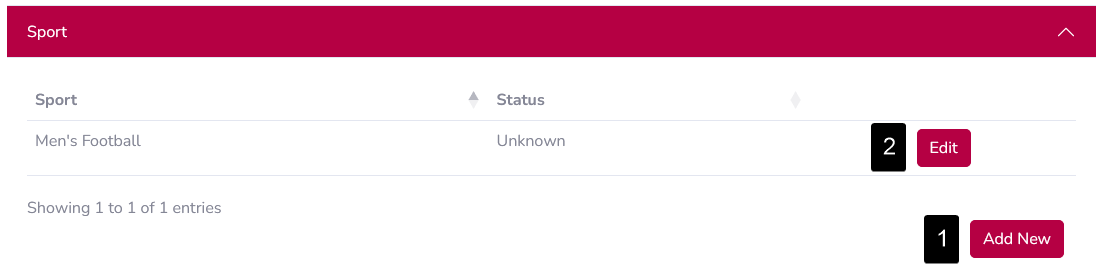 Sport
Sport Status
Men's Football Unknown 2 Edit
Showing 1 to 1 of 1 entries
1 Add New